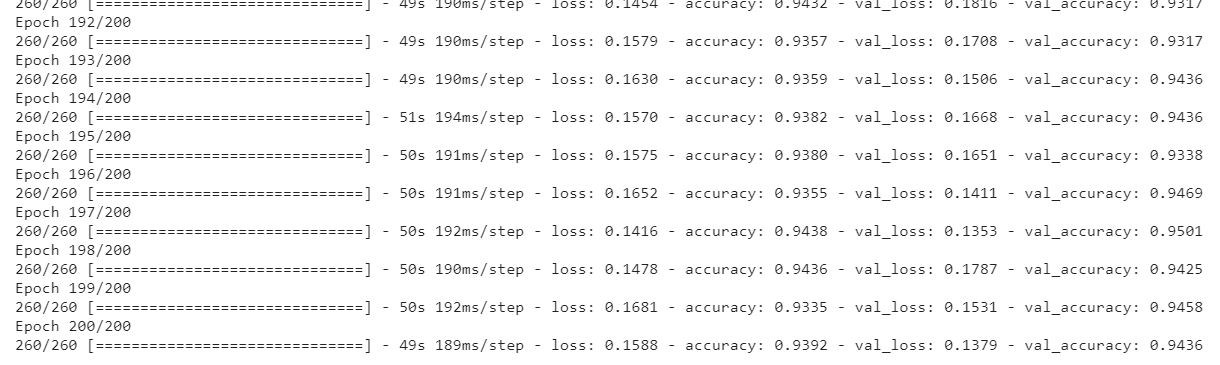 260/260 [==============================] - 49s 190ms/step - loss: 0.1454 - accuracy: 0.9432 - val_loss: 0.1816 - val_accuracy: 0.9317
Epoch 192/200
260/260 [==============================] - 49s 190ms/step - loss: 0.1579 - accuracy: 0.9357 - val_loss: 0.1708 - val_accuracy: 0.9317
Epoch 193/200
260/260 [==============================] - 49s 190ms/step - loss: 0.1630 - accuracy: 0.9359 - val_loss: 0.1506 - val_accuracy: 0.9436
Epoch 194/200
260/260 [==============================] - 51s 194ms/step - loss: 0.1570 - accuracy: 0.9382 - val_loss: 0.1668 - val_accuracy: 0.9436
Epoch 195/200
260/260 [==============================] - 50s 191ms/step - loss: 0.1575 - accuracy: 0.9380 - val_loss: 0.1651 - val_accuracy: 0.9338
Epoch 196/200
260/260 [==============================] - 50s 191ms/step - loss: 0.1652 - accuracy: 0.9355 - val_loss: 0.1411 - val_accuracy: 0.9469
Epoch 197/200
260/260 [==============================] - 50s 192ms/step - loss: 0.1416 - accuracy: 0.9438 - val_loss: 0.1353 - val_accuracy: 0.9501
Epoch 198/200
260/260 [==============================] - 50s 190ms/step - loss: 0.1478 - accuracy: 0.9436 - val_loss: 0.1787 - val_accuracy: 0.9425
Epoch 199/200
260/260 [==============================] - 50s 192ms/step - loss: 0.1681 - accuracy: 0.9335 - val_loss: 0.1531 - val_accuracy: 0.9458
Epoch 200/200
260/260 [==============================] - 49s 189ms/step - loss: 0.1588 - accuracy: 0.9392 - val_loss: 0.1379 - val_accuracy: 0.9436